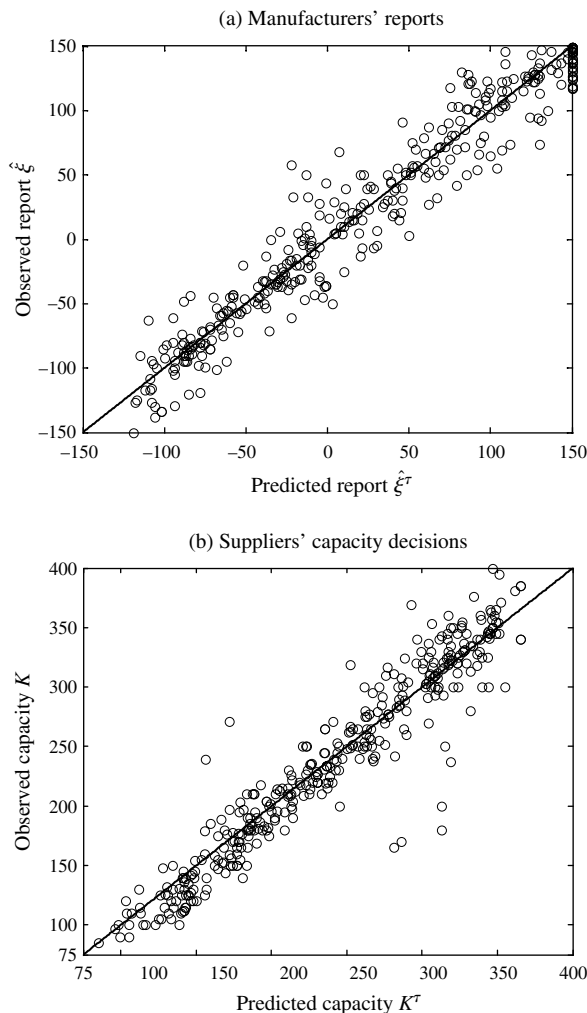 (a) Manufacturers’ reports
150
100
50
0
−50
−100
−150
Observed report ξ̂
−150 −100 −50 0 50 100 150
Predicted report ξ̂^τ
(b) Suppliers’ capacity decisions
400
350
300
250
200
150
100
75
Observed capacity K
75 100 150 200 250 300 350 400
Predicted capacity K^τ